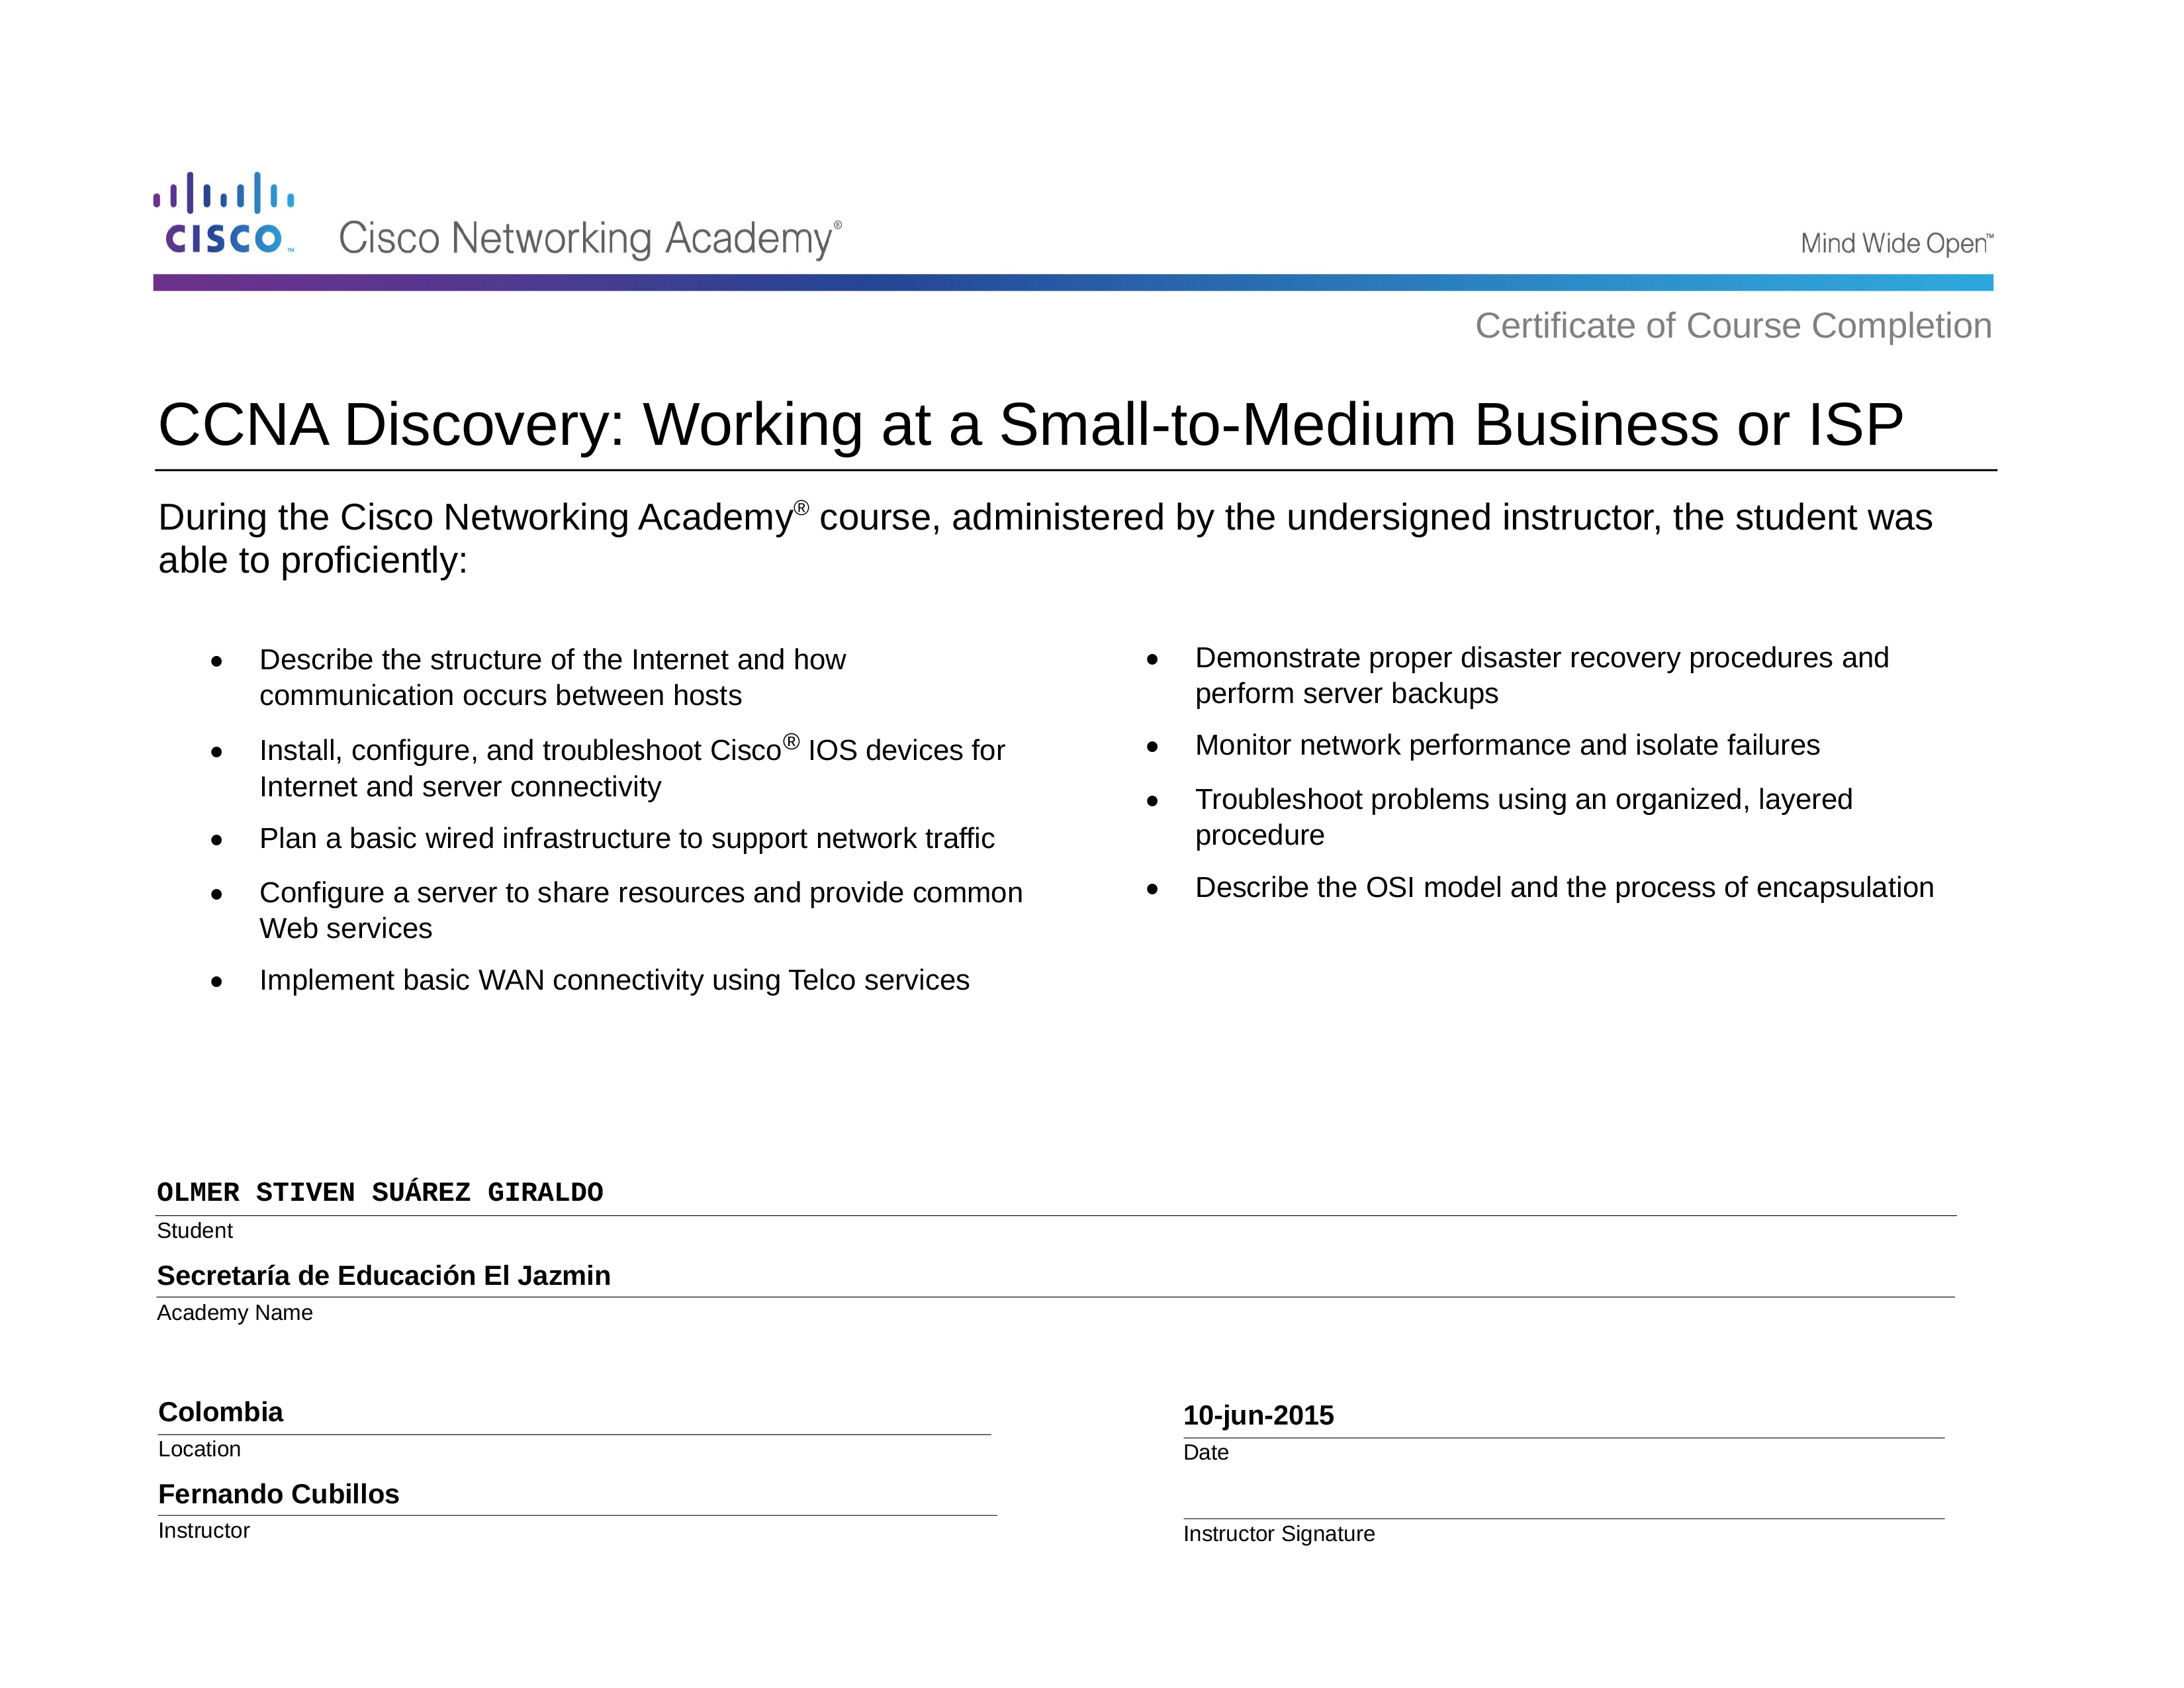 CISCO™
Cisco Networking Academy®
Mind Wide Open™
Certificate of Course Completion
CCNA Discovery: Working at a Small-to-Medium Business or ISP
During the Cisco Networking Academy® course, administered by the undersigned instructor, the student was
able to proficiently:
• Describe the structure of the Internet and how
communication occurs between hosts
• Install, configure, and troubleshoot Cisco® IOS devices for
Internet and server connectivity
• Plan a basic wired infrastructure to support network traffic
• Configure a server to share resources and provide common
Web services
• Implement basic WAN connectivity using Telco services
• Demonstrate proper disaster recovery procedures and
perform server backups
• Monitor network performance and isolate failures
• Troubleshoot problems using an organized, layered
procedure
• Describe the OSI model and the process of encapsulation
OLMER STIVEN SUÁREZ GIRALDO
Student
Secretaría de Educación El Jazmin
Academy Name
Colombia
Location
10-jun-2015
Date
Fernando Cubillos
Instructor
Instructor Signature